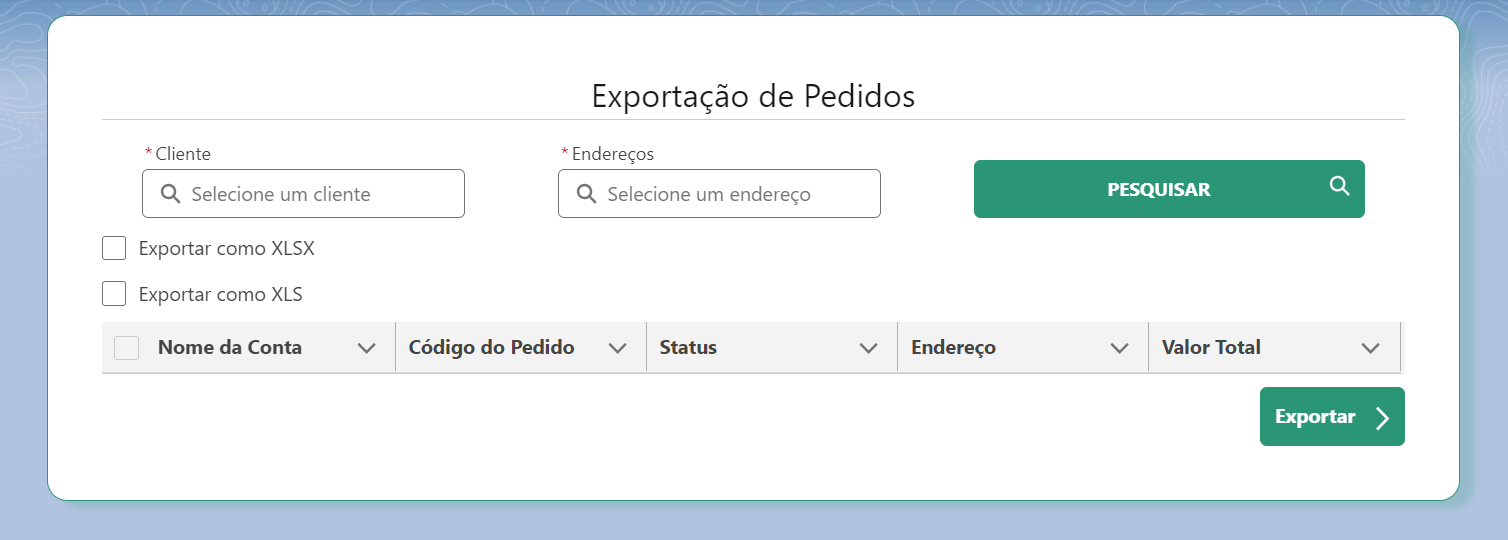 Exportação de Pedidos
* Cliente
* Endereços
Selecione um cliente
Selecione um endereço
PESQUISAR
Exportar como XLSX
Exportar como XLS
Nome da Conta
Código do Pedido
Status
Endereço
Valor Total
Exportar